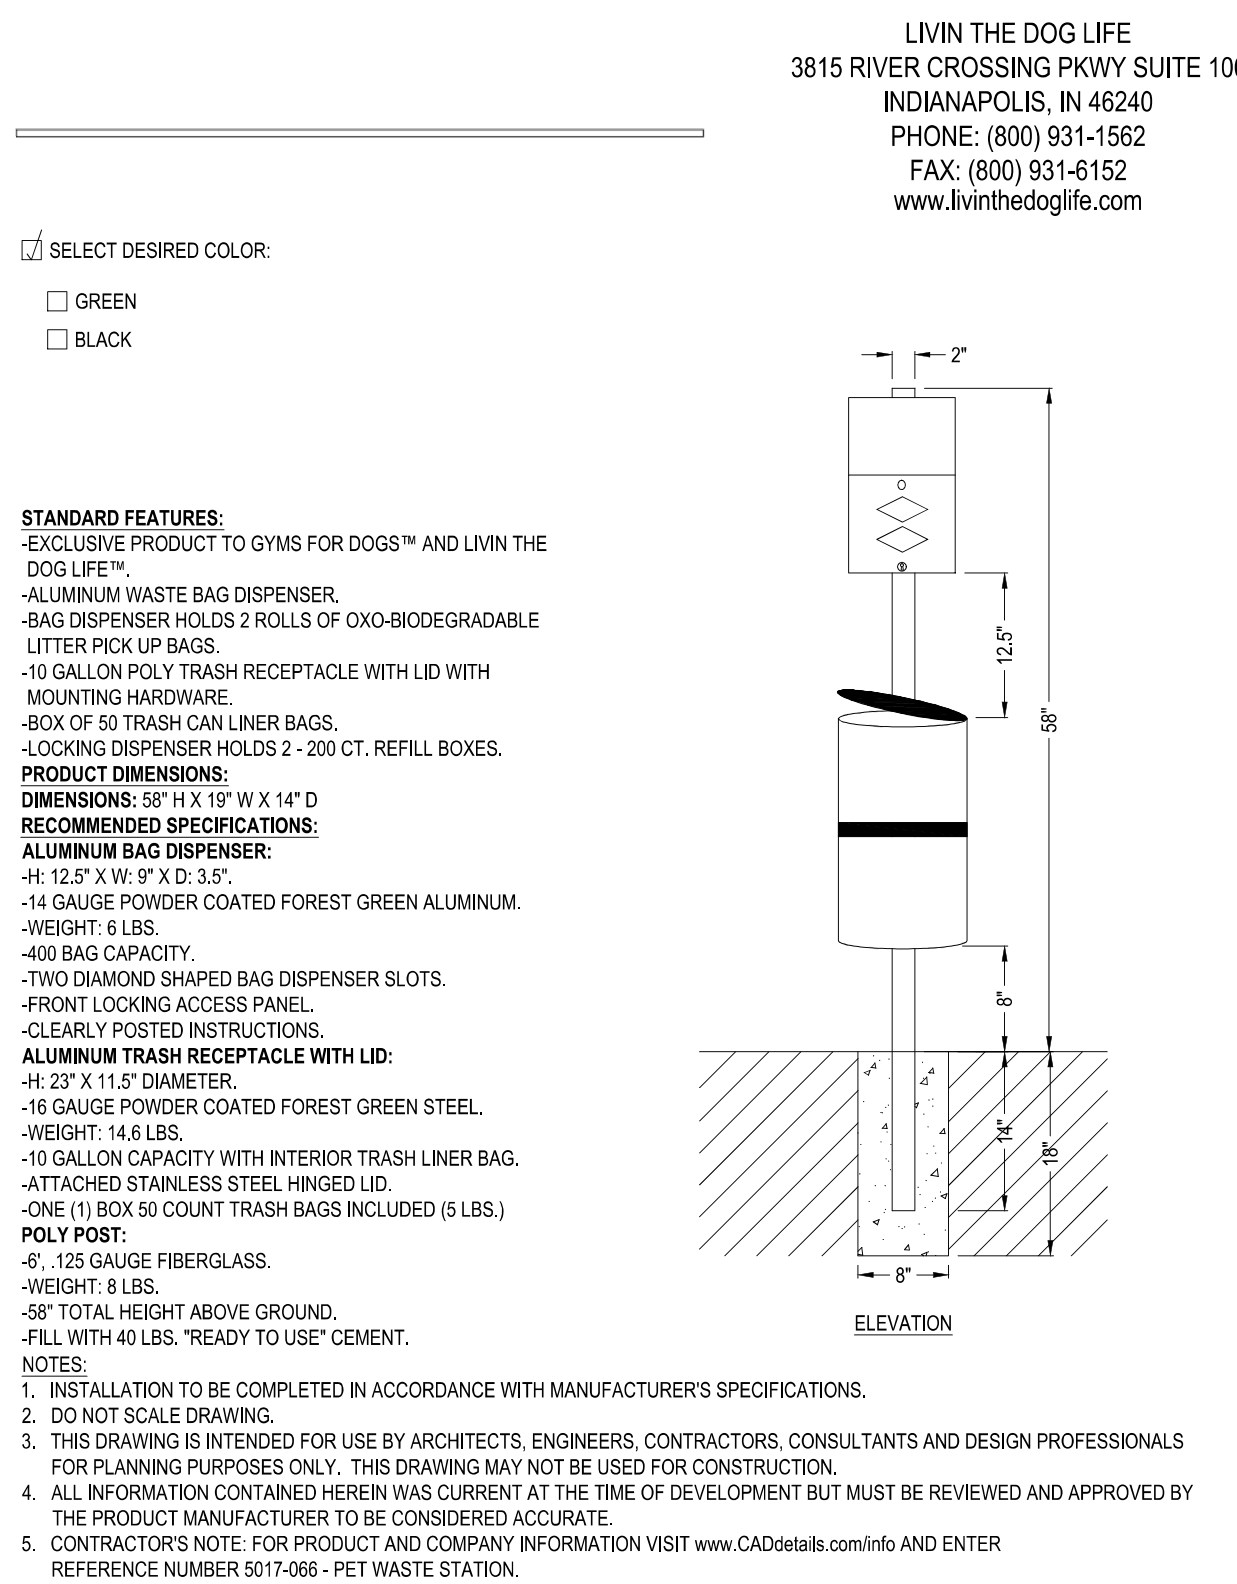 LIVIN THE DOG LIFE
3815 RIVER CROSSING PKWY SUITE
INDIANAPOLIS, IN 46240
PHONE: (800) 931-1562
FAX: (800) 931-6152
www.livinthedoglife.com
SELECT DESIRED COLOR:
GREEN
BLACK
STANDARD FEATURES:
-EXCLUSIVE PRODUCT TO GYMS FOR DOGS™ AND LIVIN THE
DOG LIFE™.
-ALUMINUM WASTE BAG DISPENSER.
-BAG DISPENSER HOLDS 2 ROLLS OF OXO-BIODEGRADABLE
LITTER PICK UP BAGS.
-10 GALLON POLY TRASH RECEPTACLE WITH LID WITH
MOUNTING HARDWARE.
-BOX OF 50 TRASH CAN LINER BAGS.
-LOCKING DISPENSER HOLDS 2 - 200 CT. REFILL BOXES.
PRODUCT DIMENSIONS:
DIMENSIONS: 58" H X 19" W X 14" D
RECOMMENDED SPECIFICATIONS:
ALUMINUM BAG DISPENSER:
-H: 12.5" X W: 9" X D: 3.5".
-14 GAUGE POWDER COATED FOREST GREEN ALUMINUM.
-WEIGHT: 6 LBS.
-400 BAG CAPACITY.
-TWO DIAMOND SHAPED BAG DISPENSER SLOTS.
-FRONT LOCKING ACCESS PANEL.
-CLEARLY POSTED INSTRUCTIONS.
ALUMINUM TRASH RECEPTACLE WITH LID:
-H: 23" X 11.5" DIAMETER.
-16 GAUGE POWDER COATED FOREST GREEN STEEL.
-WEIGHT: 14.6 LBS.
-10 GALLON CAPACITY WITH INTERIOR TRASH LINER BAG.
-ATTACHED STAINLESS STEEL HINGED LID.
-ONE (1) BOX 50 COUNT TRASH BAGS INCLUDED (5 LBS.)
POLY POST:
-6', .125 GAUGE FIBERGLASS.
-WEIGHT: 8 LBS.
-58" TOTAL HEIGHT ABOVE GROUND.
-FILL WITH 40 LBS. "READY TO USE" CEMENT.
2"
12.5"
58"
8"
14"
18"
8"
ELEVATION
NOTES:
1. INSTALLATION TO BE COMPLETED IN ACCORDANCE WITH MANUFACTURER'S SPECIFICATIONS.
2. DO NOT SCALE DRAWING.
3. THIS DRAWING IS INTENDED FOR USE BY ARCHITECTS, ENGINEERS, CONTRACTORS, CONSULTANTS AND DESIGN PROFESSIONALS
FOR PLANNING PURPOSES ONLY. THIS DRAWING MAY NOT BE USED FOR CONSTRUCTION.
4. ALL INFORMATION CONTAINED HEREIN WAS CURRENT AT THE TIME OF DEVELOPMENT BUT MUST BE REVIEWED AND APPROVED BY
THE PRODUCT MANUFACTURER TO BE CONSIDERED ACCURATE.
5. CONTRACTOR'S NOTE: FOR PRODUCT AND COMPANY INFORMATION VISIT www.CADdetails.com/info AND ENTER
REFERENCE NUMBER 5017-066 - PET WASTE STATION.